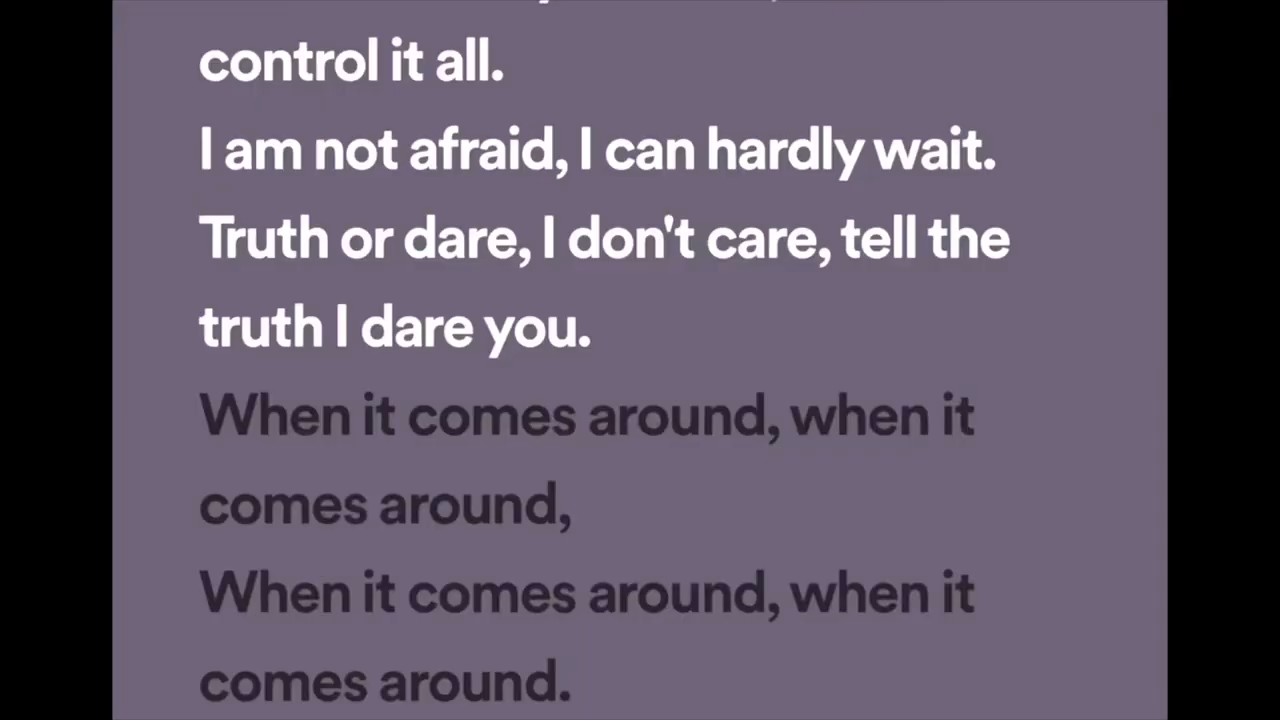 control it all.
I am not afraid, I can hardly wait.
Truth or dare, I don't care, tell the
truth I dare you.
When it comes around, when it
comes around,
When it comes around, when it
comes around.